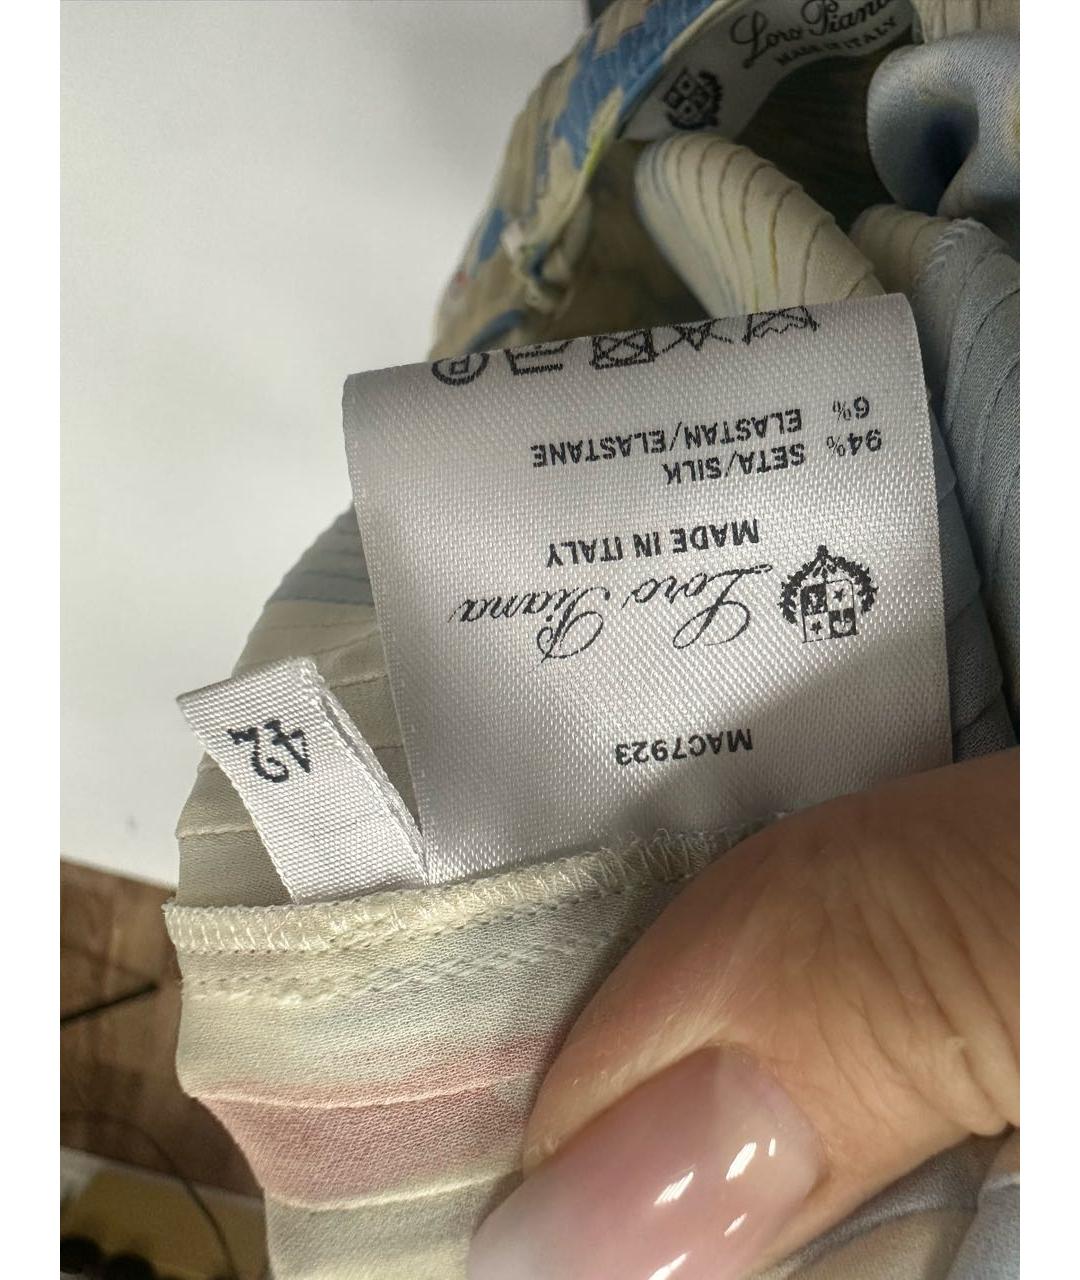 Loro Piana
MADE IN ITALY
MAC7923
Loro Piana
MADE IN ITALY
94% SETA/SILK
6% ELASTAN/ELASTANE
P
42